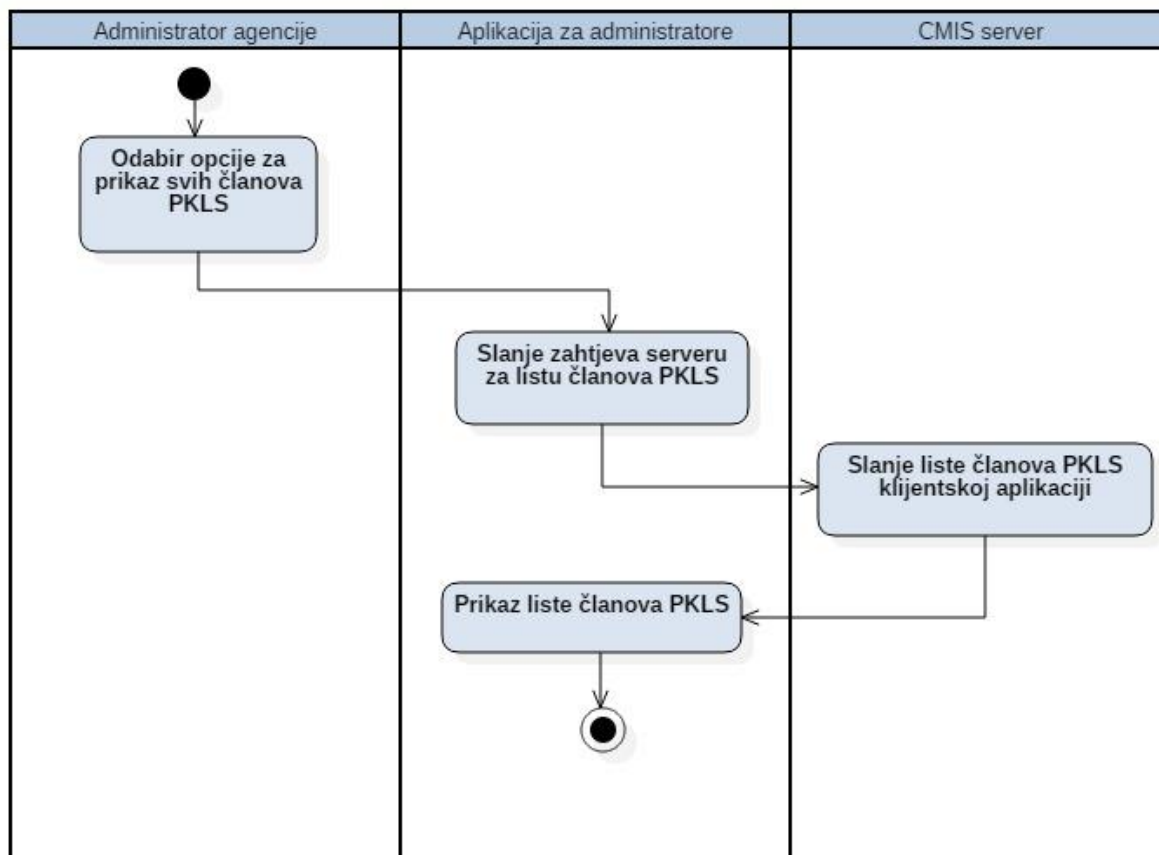 Administrator agencije
Aplikacija za administratore
CMIS server
Odabir opcije za
prikaz svih članova
PKLS
Slanje zahtjeva serveru
za listu članova PKLS
Slanje liste članova PKLS
klijentskoj aplikaciji
Prikaz liste članova PKLS